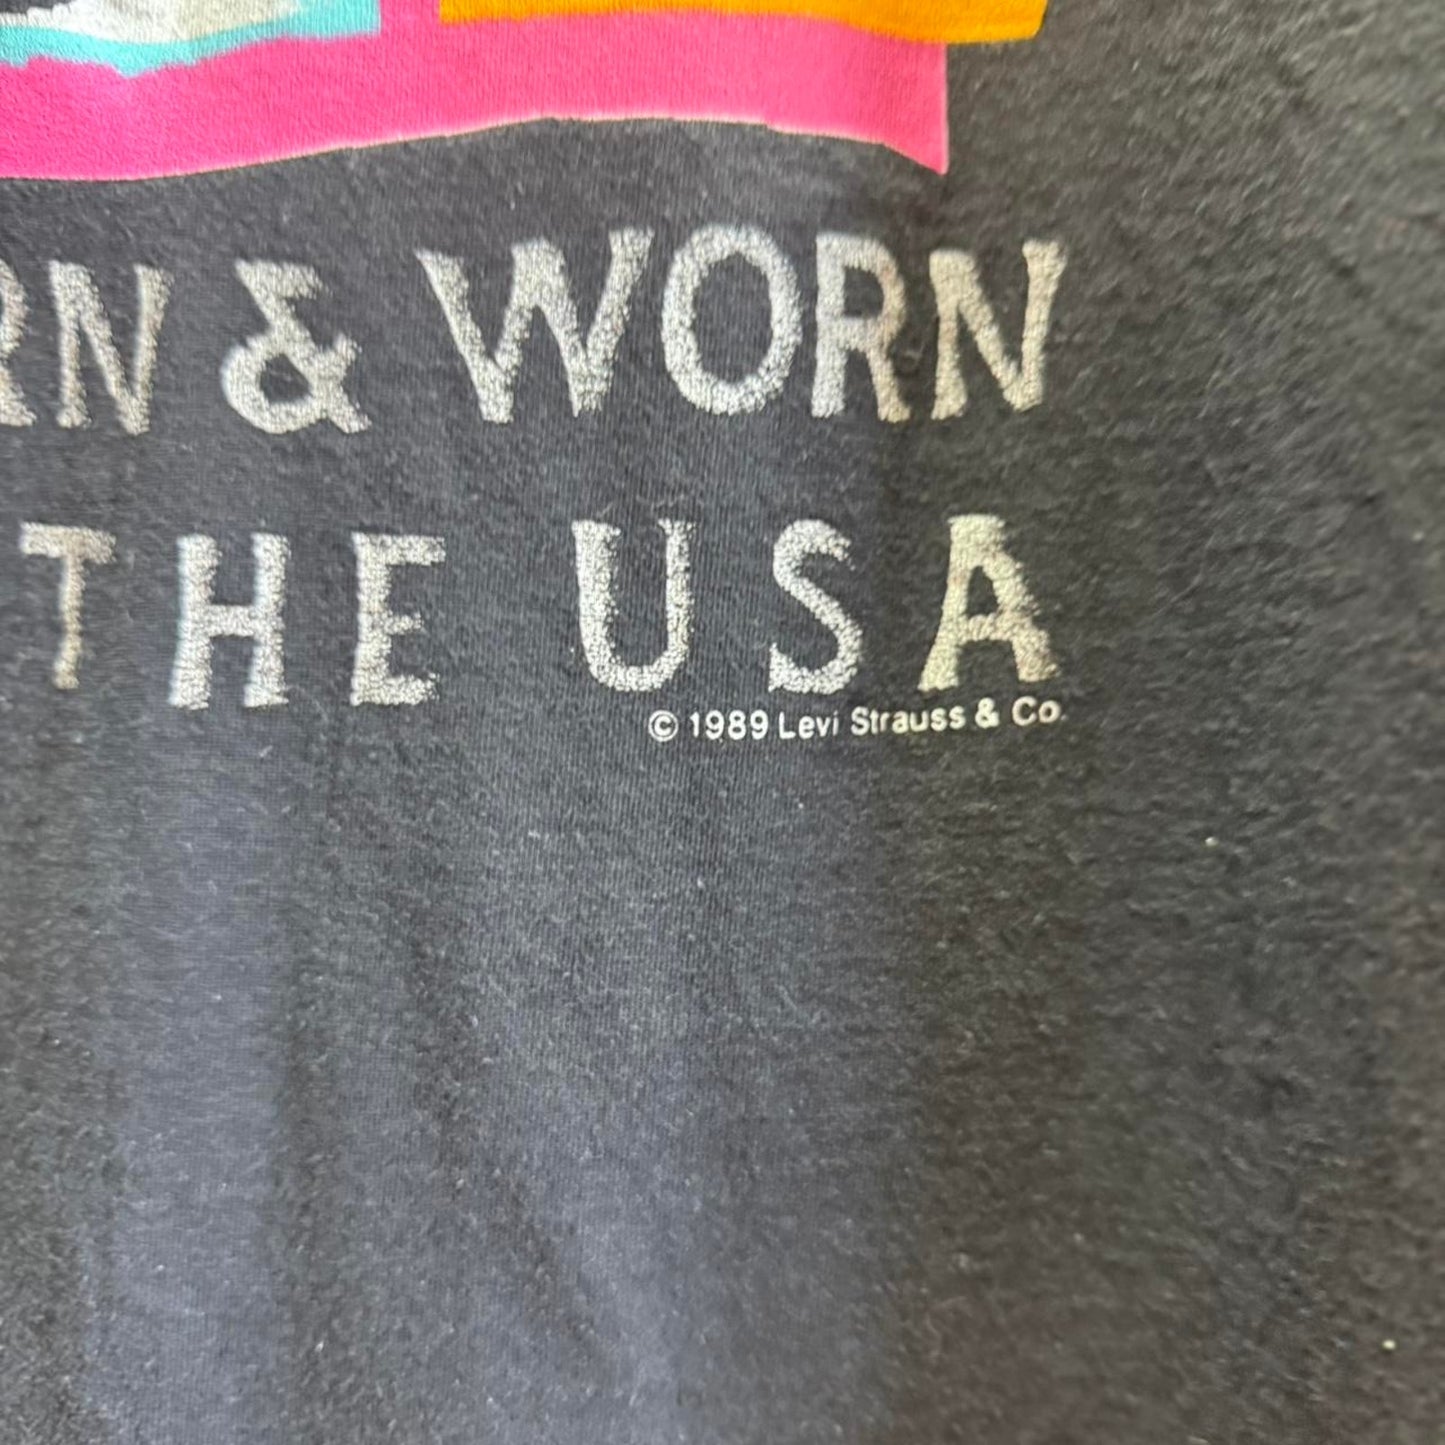 RN & WORN
THE USA
© 1989 Levi Strauss & Co.